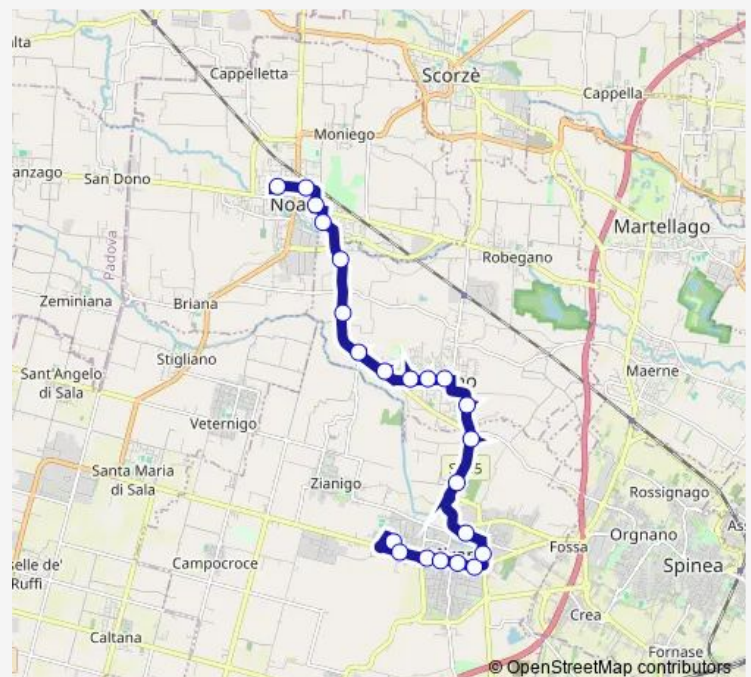 alta
Cappelletta
Scorzè
Cappella
Moniego
anzago
San Dono
Noa
Martellago
Padova
Robegano
Zeminiana
Briana
Stigliano
Maerne
Sant'Angelo
di Sala
no
Veternigo
Santa Maria
di Sala
Zianigo
Rossignago
Orgnano
Fossa
Spinea
elle de'
Ruffi
Campocroce
Crea
Caltana
Fornase
© OpenStreetMap contributors